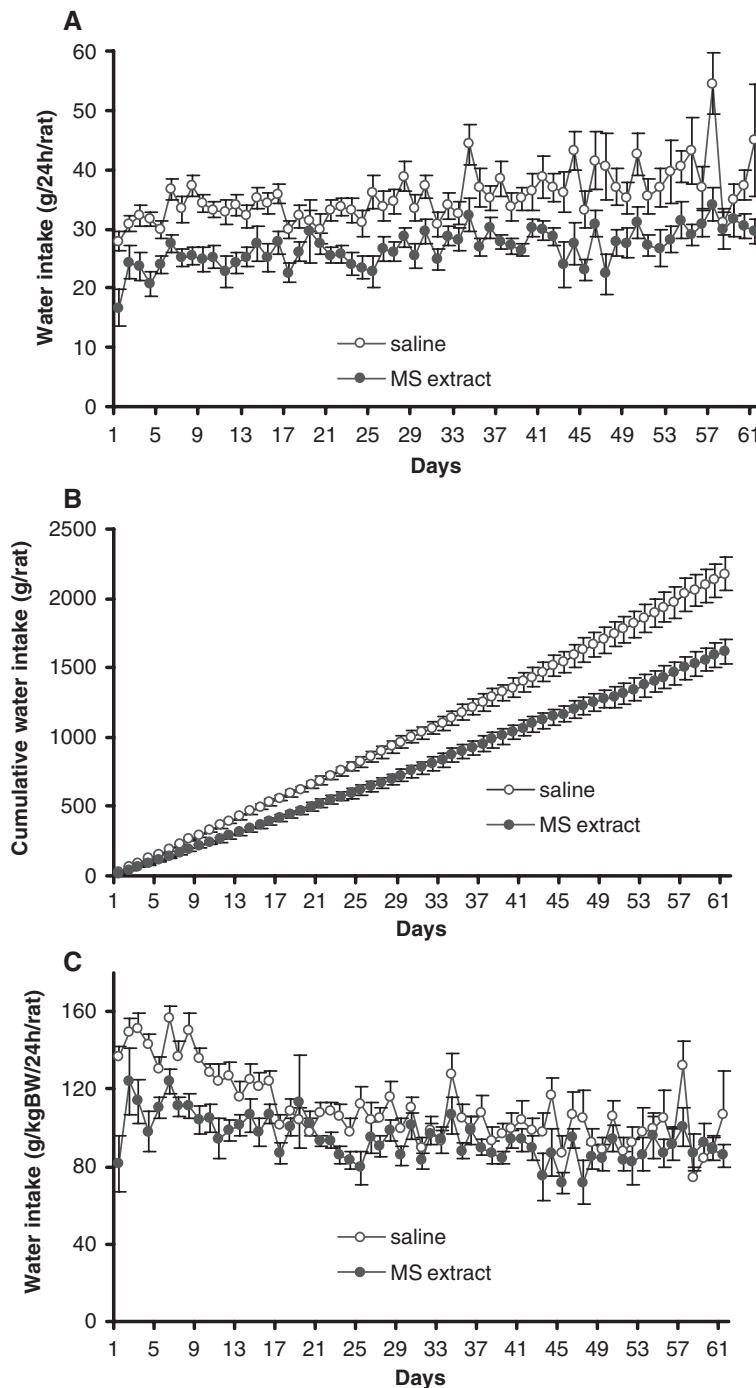 A
60
50
40
30
20
10
0
Water intake (g/24h/rat)
saline
MS extract
1 5 9 13 17 21 25 29 33 37 41 45 49 53 57 61
Days
B
2500
2000
1500
1000
500
0
Cumulative water intake (g/rat)
saline
MS extract
1 5 9 13 17 21 25 29 33 37 41 45 49 53 57 61
Days
C
160
120
80
40
0
Water intake (g/kgBW/24h/rat)
saline
MS extract
1 5 9 13 17 21 25 29 33 37 41 45 49 53 57 61
Days